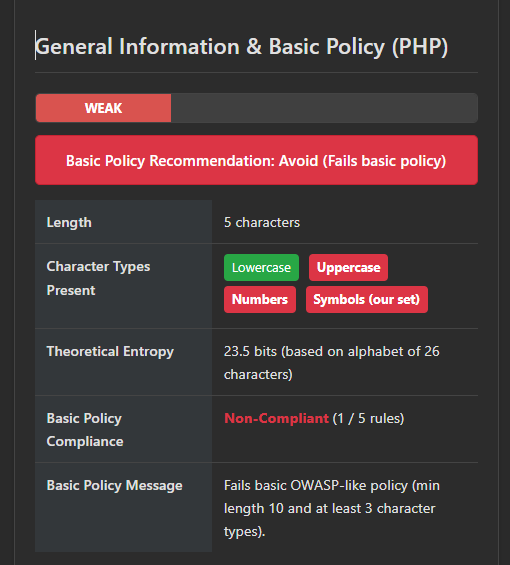 General Information & Basic Policy (PHP)
WEAK
Basic Policy Recommendation: Avoid (Fails basic policy)
Length
5 characters
Character Types
Present
Lowercase
Uppercase
Numbers
Symbols (our set)
Theoretical Entropy
23.5 bits (based on alphabet of 26
characters)
Basic Policy
Compliance
Non-Compliant (1 / 5 rules)
Basic Policy Message
Fails basic OWASP-like policy (min
length 10 and at least 3 character
types).